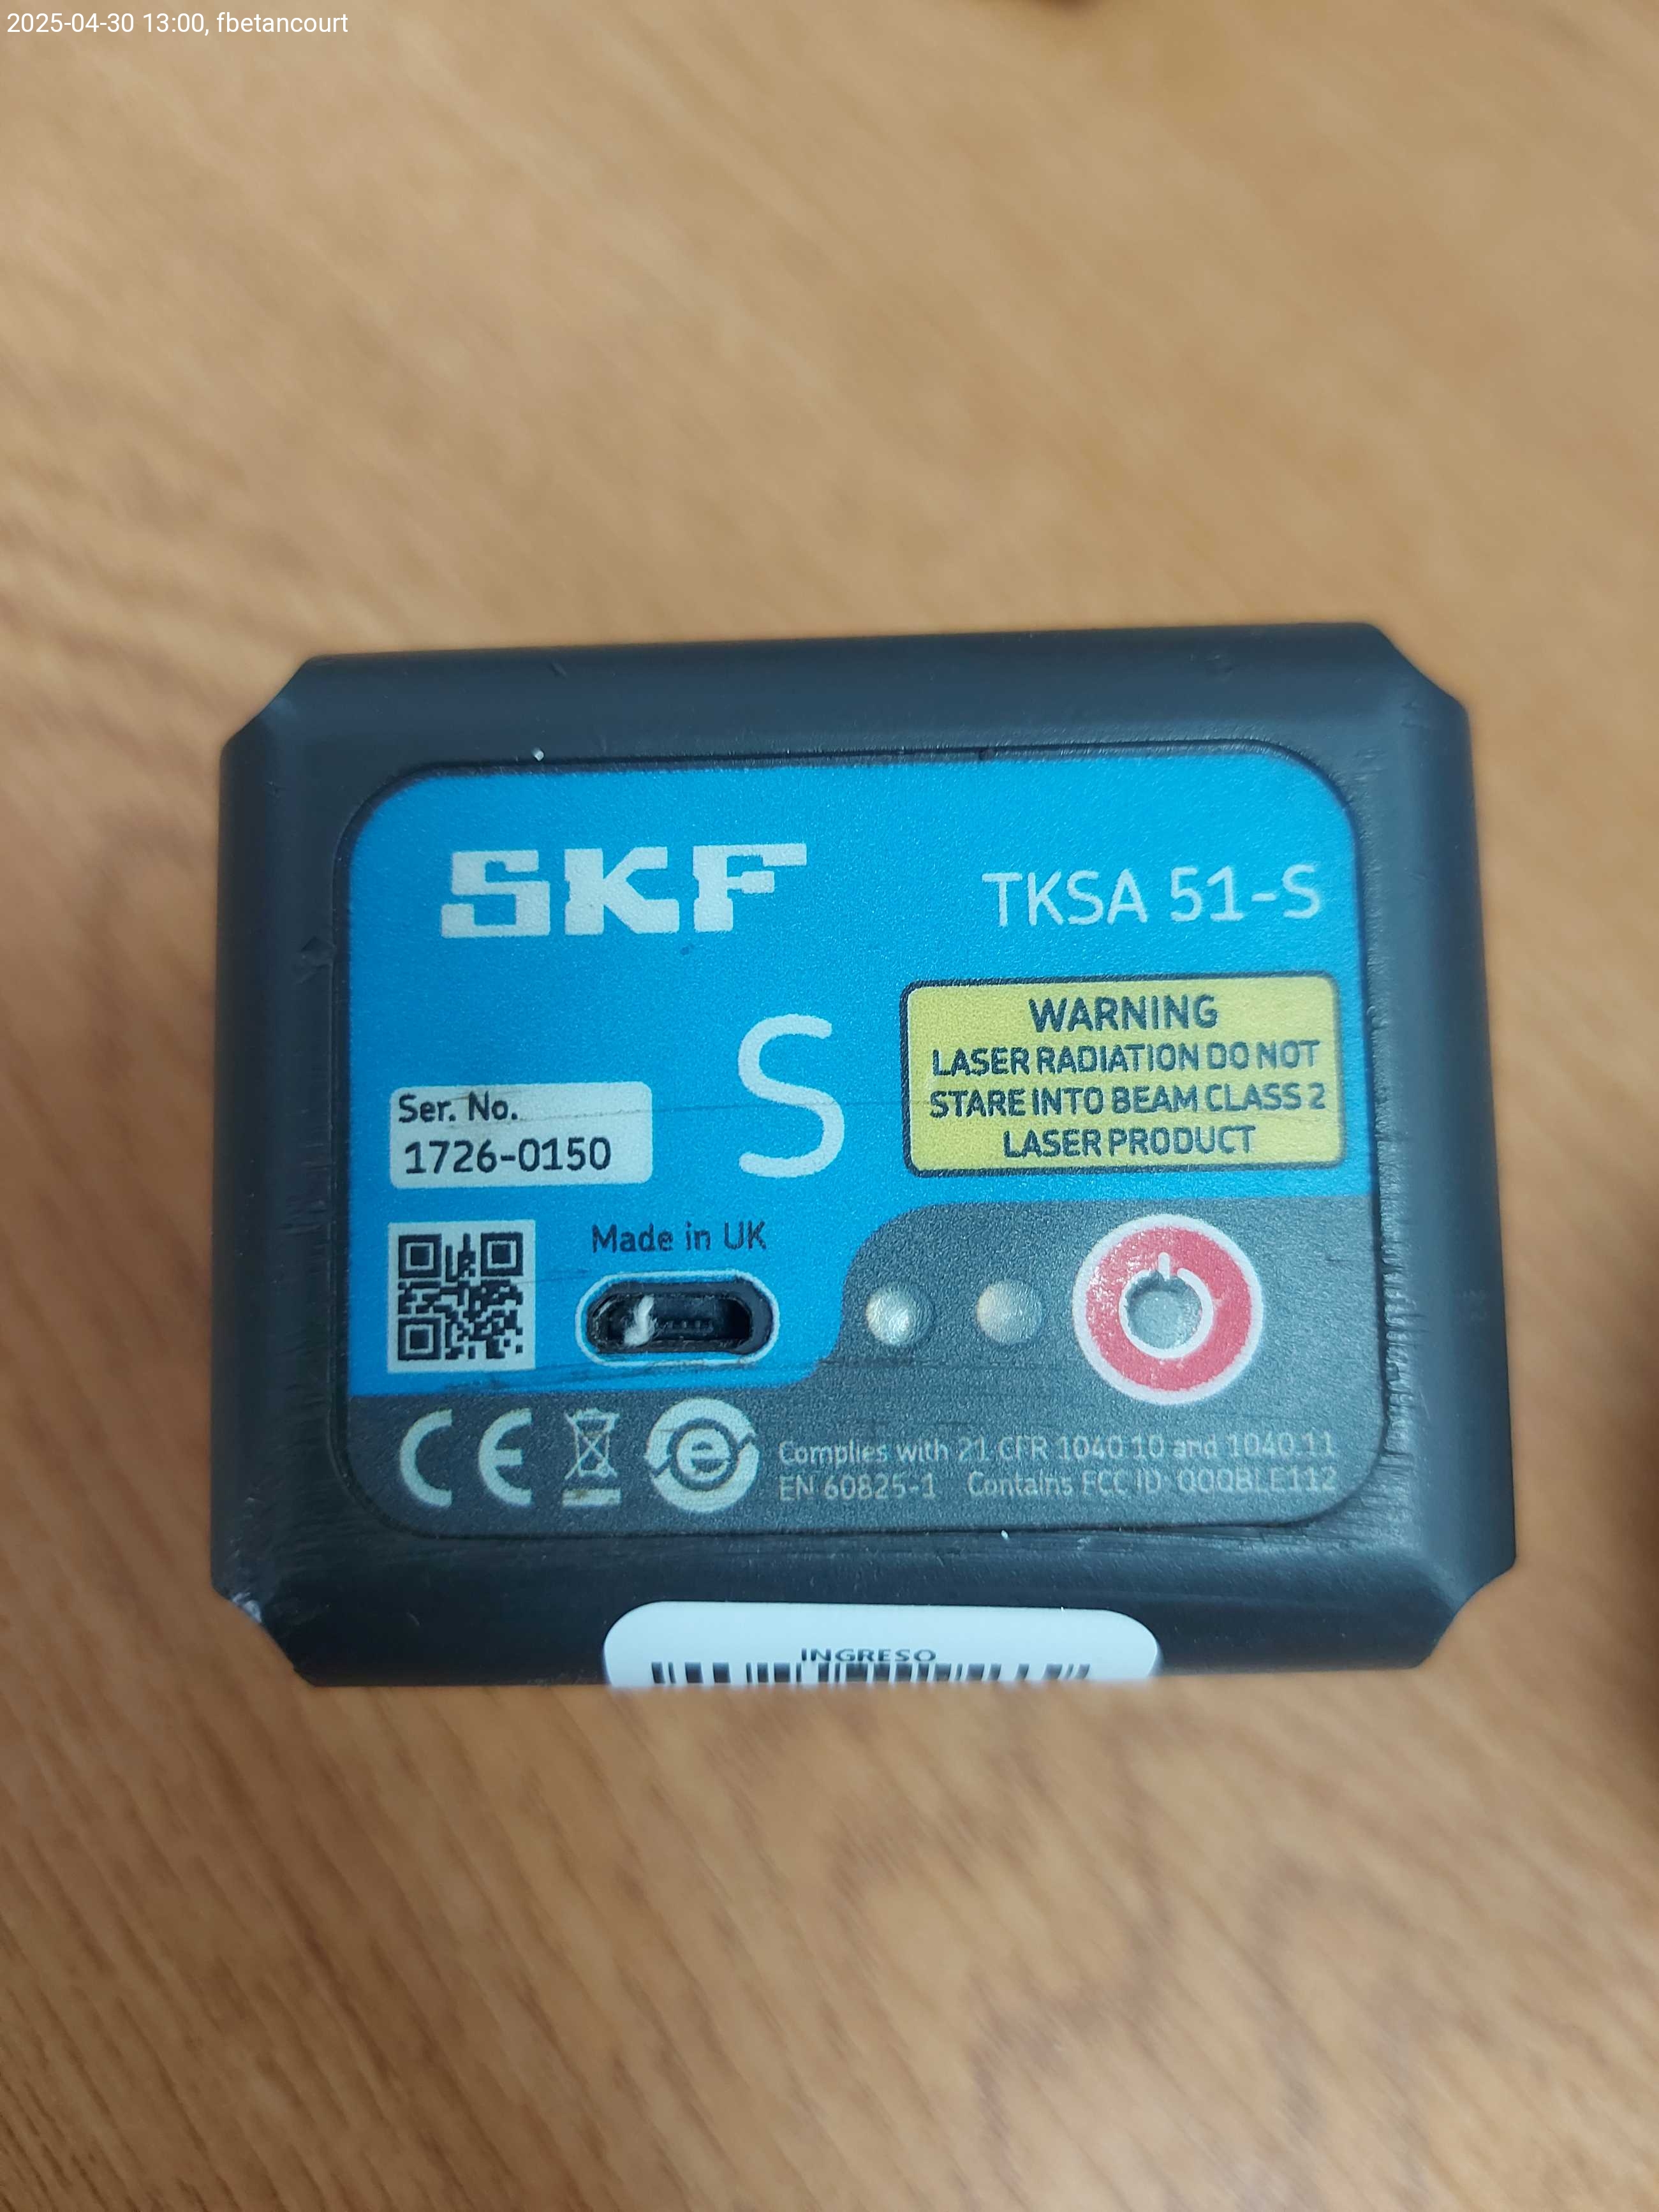 2025-04-30 13:00, fbetancourt
SKF
TKSA 51-S
S
WARNING
LASER RADIATION DO NOT
STARE INTO BEAM CLASS 2
LASER PRODUCT
Ser. No.
1726-0150
Made in UK
CE
e
Complies with 21 CFR 1040.10 and 1040.11
EN 60825-1 Contains FCC ID: QOQBLE112
INGRESO